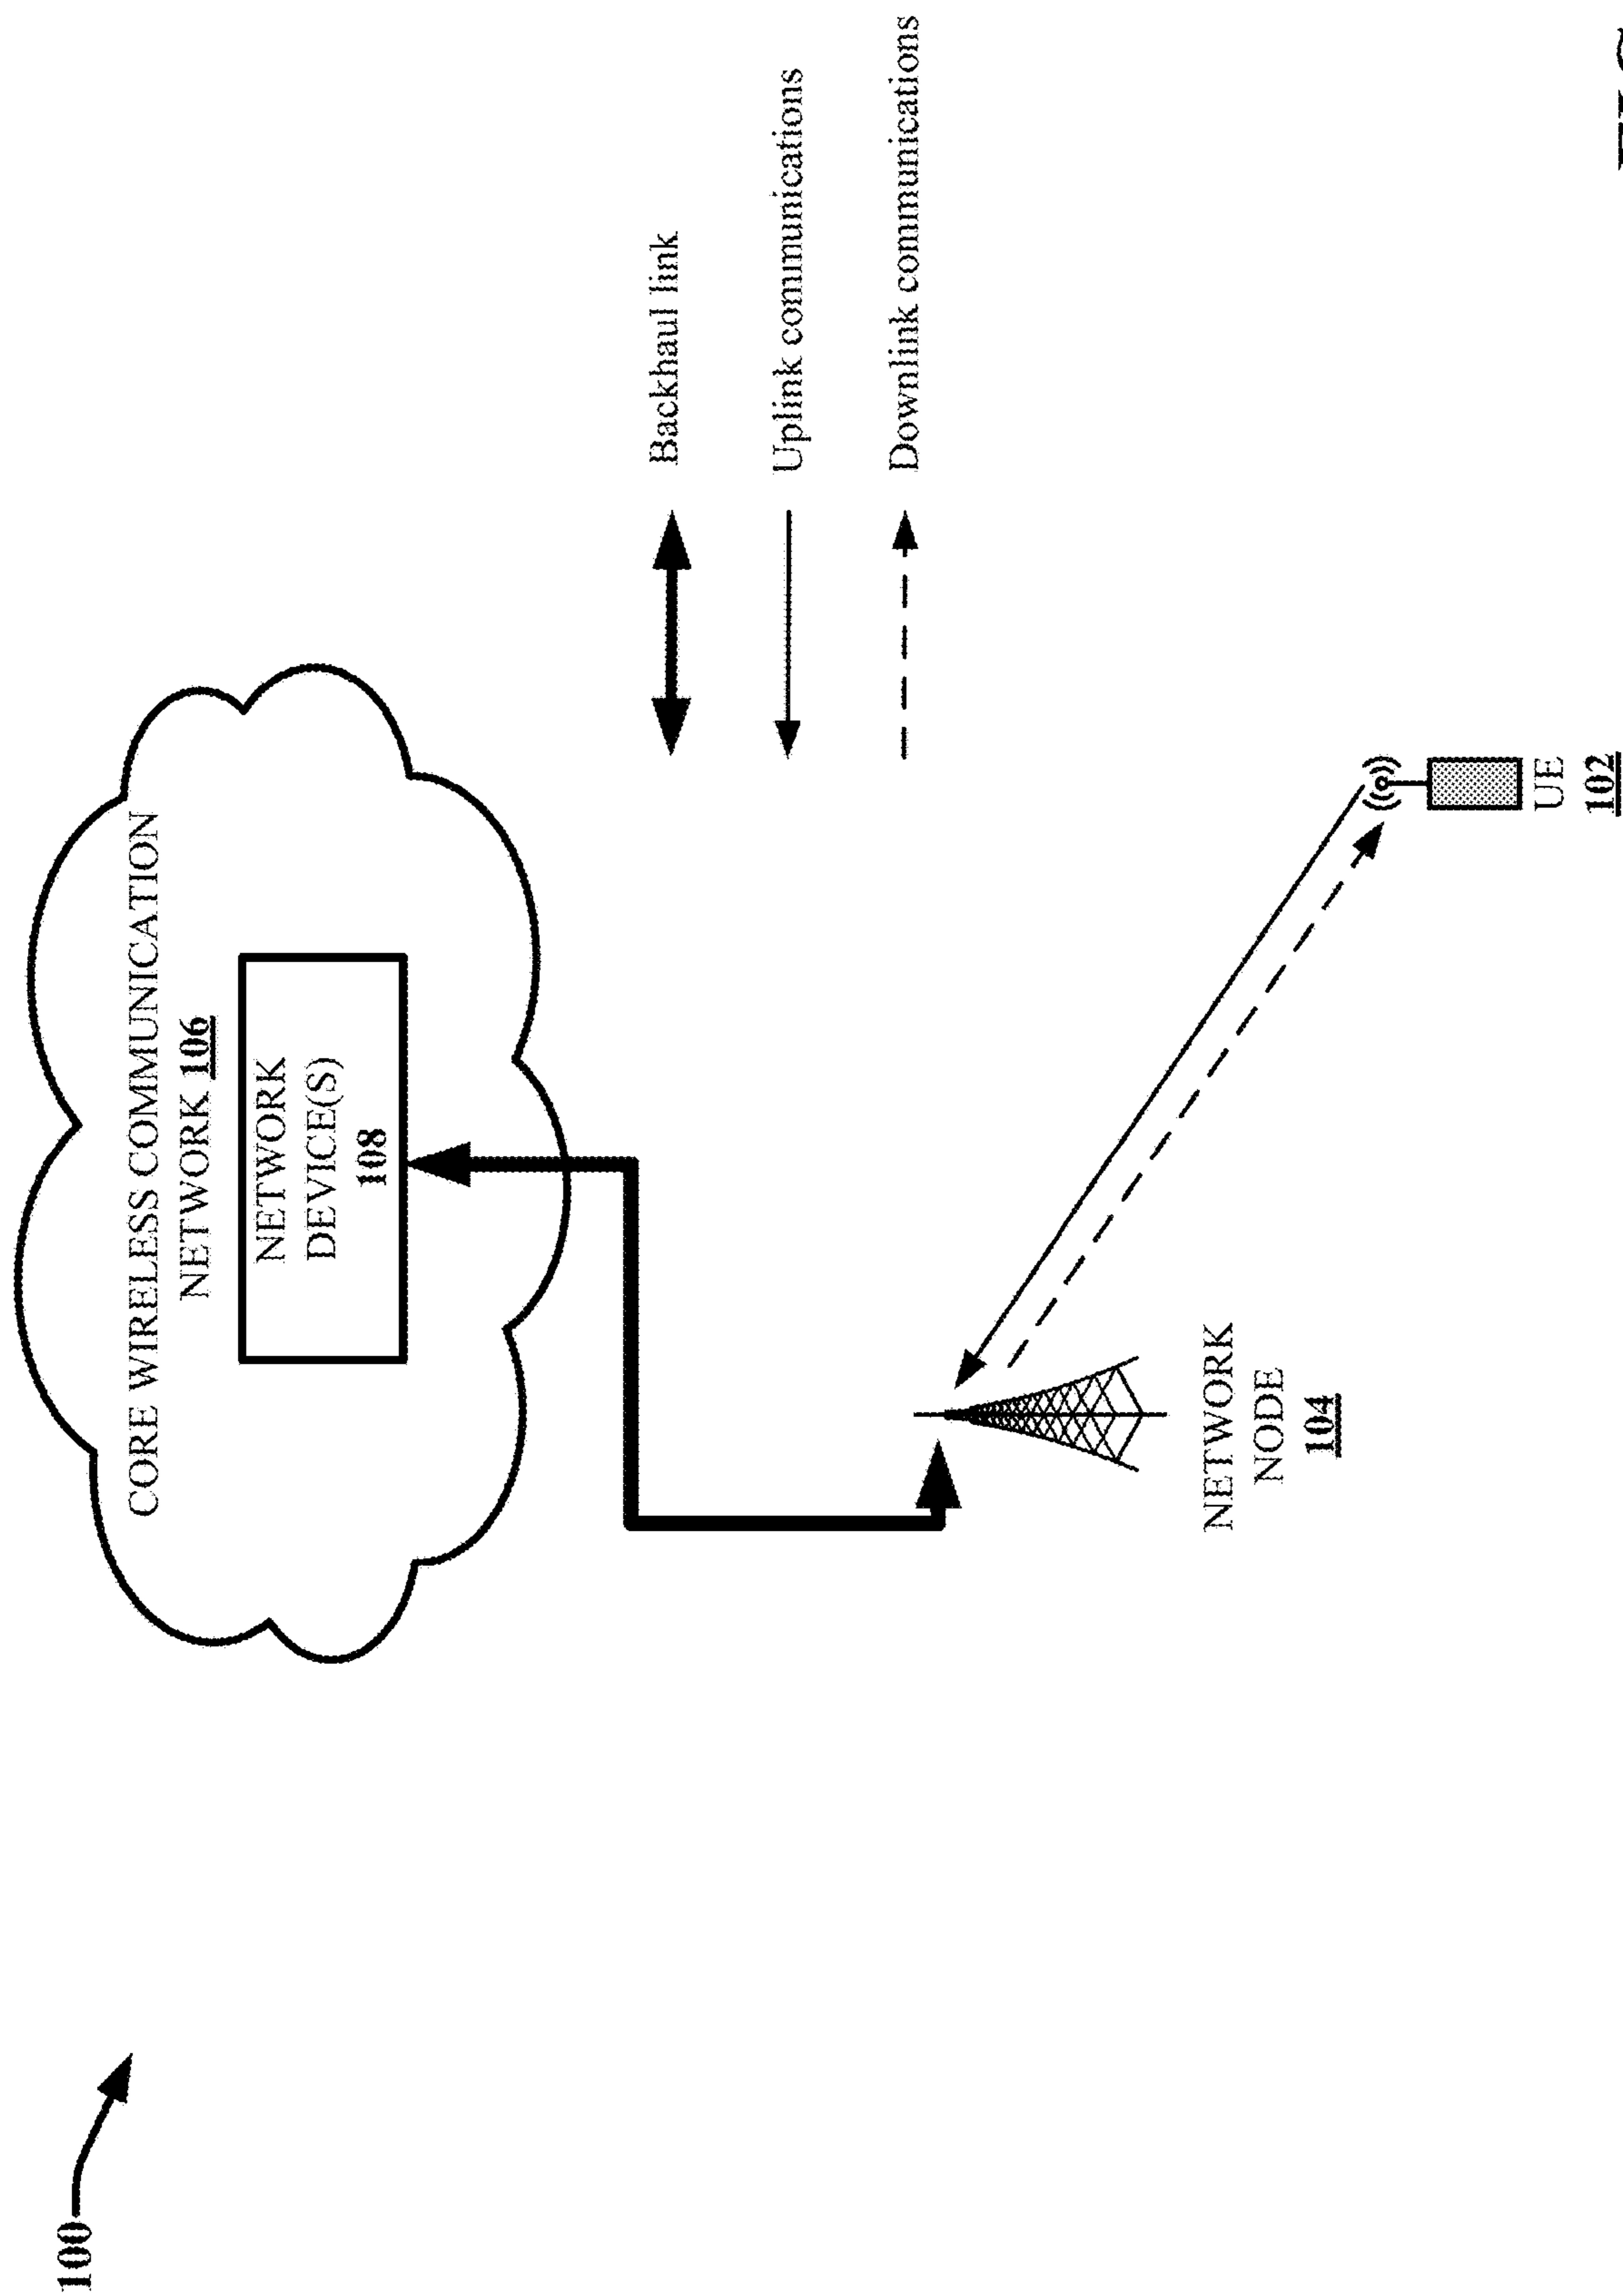 100
CORE WIRELESS COMMUNICATION
NETWORK 106
NETWORK
DEVICE(S)
108
Backhaul link
Uplink communications
Downlink communications
NETWORK
NODE
104
UE
102